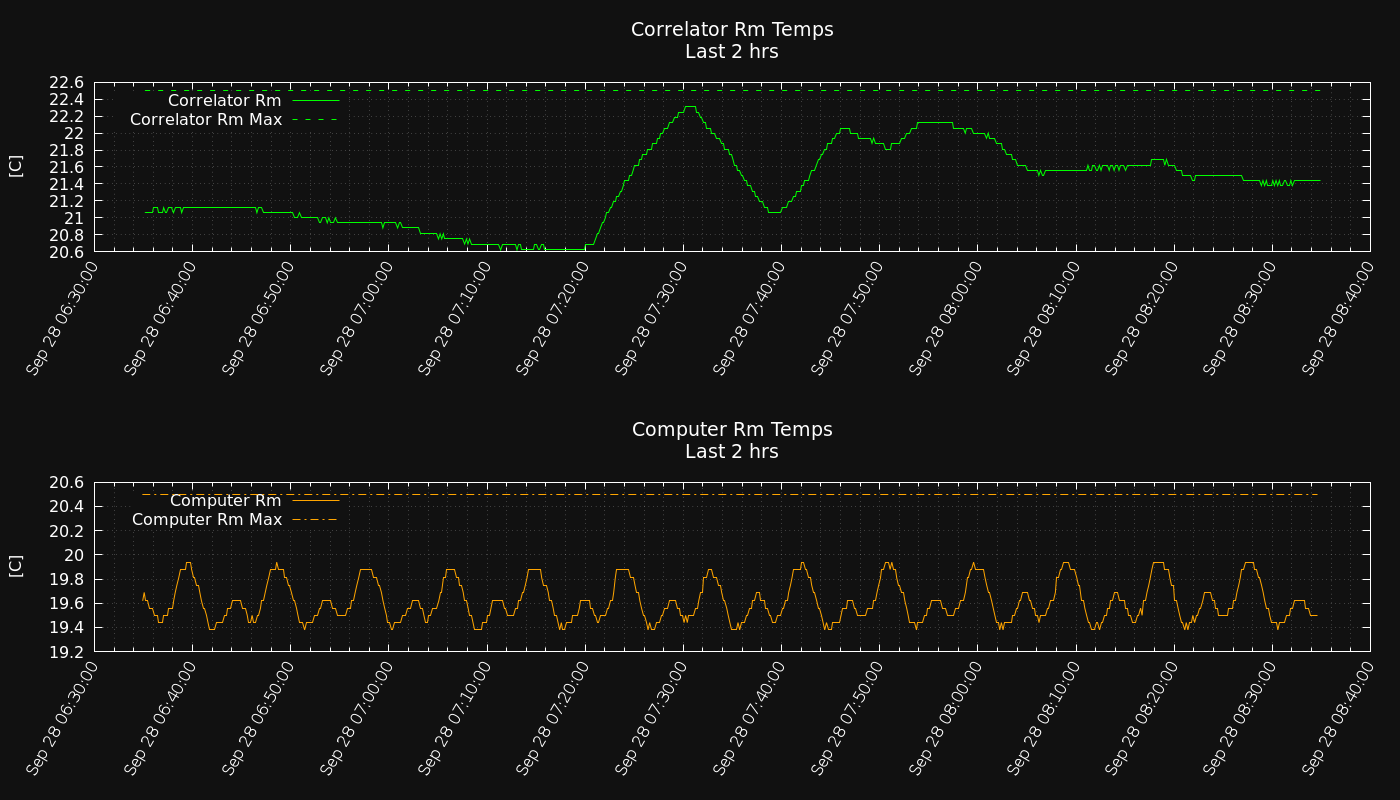 Correlator Rm Temps
Last 2 hrs
22.6
22.4
22.2
22
21.8
21.6
21.4
21.2
21
20.8
20.6
[C]
Correlator Rm
Correlator Rm Max
Sep 28 06:30:00
Sep 28 06:40:00
Sep 28 06:50:00
Sep 28 07:00:00
Sep 28 07:10:00
Sep 28 07:20:00
Sep 28 07:30:00
Sep 28 07:40:00
Sep 28 07:50:00
Sep 28 08:00:00
Sep 28 08:10:00
Sep 28 08:20:00
Sep 28 08:30:00
Sep 28 08:40:00
Computer Rm Temps
Last 2 hrs
20.6
20.4
20.2
20
19.8
19.6
19.4
19.2
[C]
Computer Rm
Computer Rm Max
Sep 28 06:30:00
Sep 28 06:40:00
Sep 28 06:50:00
Sep 28 07:00:00
Sep 28 07:10:00
Sep 28 07:20:00
Sep 28 07:30:00
Sep 28 07:40:00
Sep 28 07:50:00
Sep 28 08:00:00
Sep 28 08:10:00
Sep 28 08:20:00
Sep 28 08:30:00
Sep 28 08:40:00